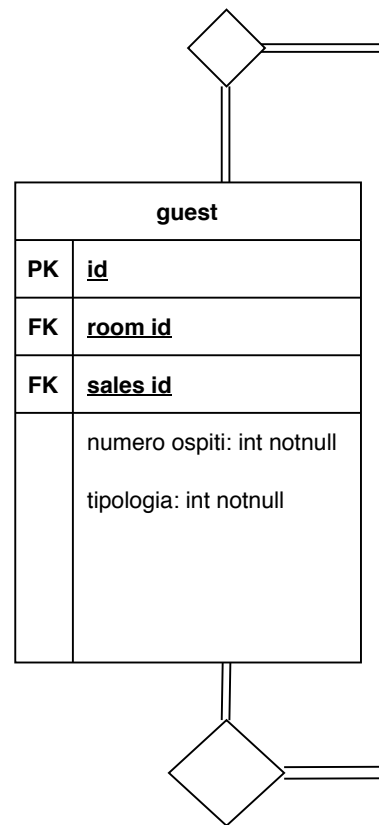 guest
PK id
FK room id
FK sales id
numero ospiti: int notnull
tipologia: int notnull